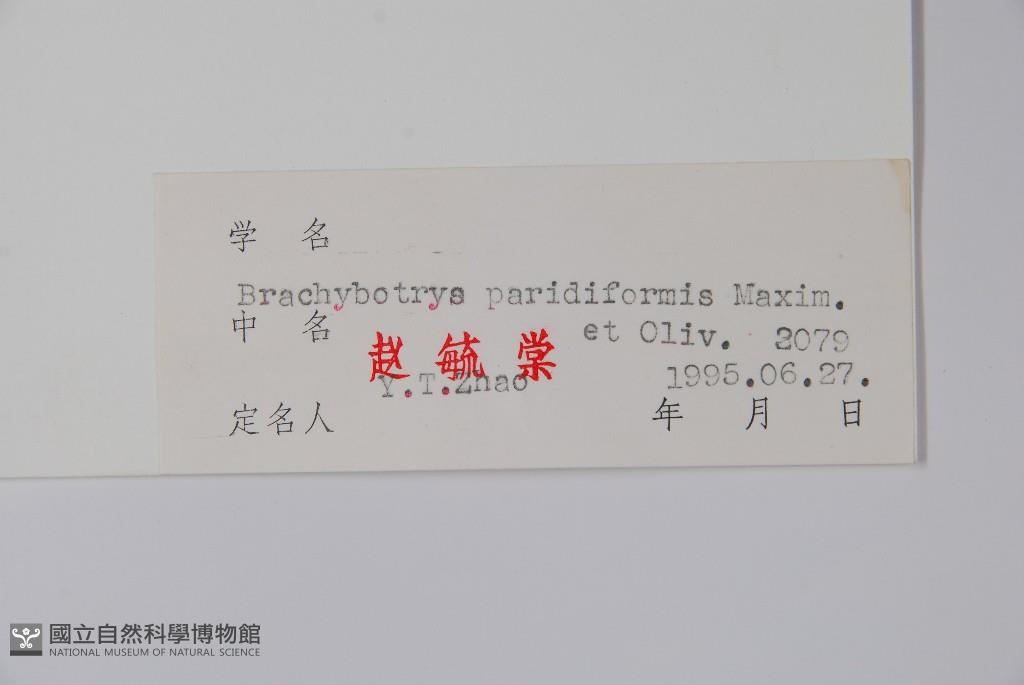 学 名
Brachybotrys paridiformis Maxim.
中 名
et Oliv. 2079
赵 毓 棠
Y.T.Zhao 1995.06.27.
定名人 年 月 日
國立自然科學博物館
NATIONAL MUSEUM OF NATURAL SCIENCE